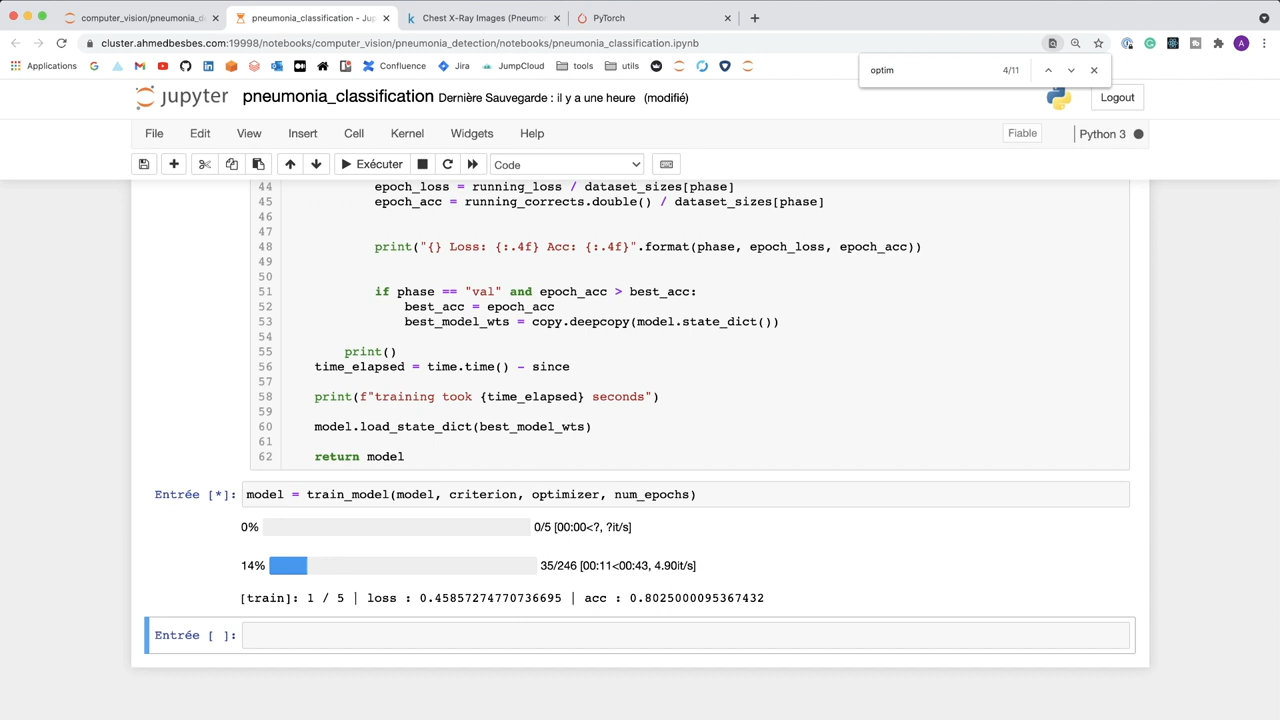 computer_vision/pneumonia_d
pneumonia_classification - Jup
Chest X-Ray Images (Pneumon
PyTorch
cluster.ahmedbesbes.com:19998/notebooks/computer_vision/pneumonia_detection/notebooks/pneumonia_classification.ipynb
Applications
Confluence
Jira
JumpCloud
tools
utils
optim 4/11
jupyter pneumonia_classification Dernière Sauvegarde : il y a une heure (modifié)
Logout
File Edit View Insert Cell Kernel Widgets Help
Fiable
Python 3
Exécuter
Code
44 epoch_loss = running_loss / dataset_sizes[phase]
45 epoch_acc = running_corrects.double() / dataset_sizes[phase]
46
47
48 print("{} Loss: {:.4f} Acc: {:.4f}".format(phase, epoch_loss, epoch_acc))
49
50
51 if phase == "val" and epoch_acc > best_acc:
52 best_acc = epoch_acc
53 best_model_wts = copy.deepcopy(model.state_dict())
54
55 print()
56 time_elapsed = time.time() - since
57
58 print(f"training took {time_elapsed} seconds")
59
60 model.load_state_dict(best_model_wts)
61
62 return model
Entrée [*]: model = train_model(model, criterion, optimizer, num_epochs)
0% 0/5 [00:00<?, ?it/s]
14% 35/246 [00:11<00:43, 4.90it/s]
[train]: 1 / 5 | loss : 0.45857274770736695 | acc : 0.8025000095367432
Entrée [ ]: